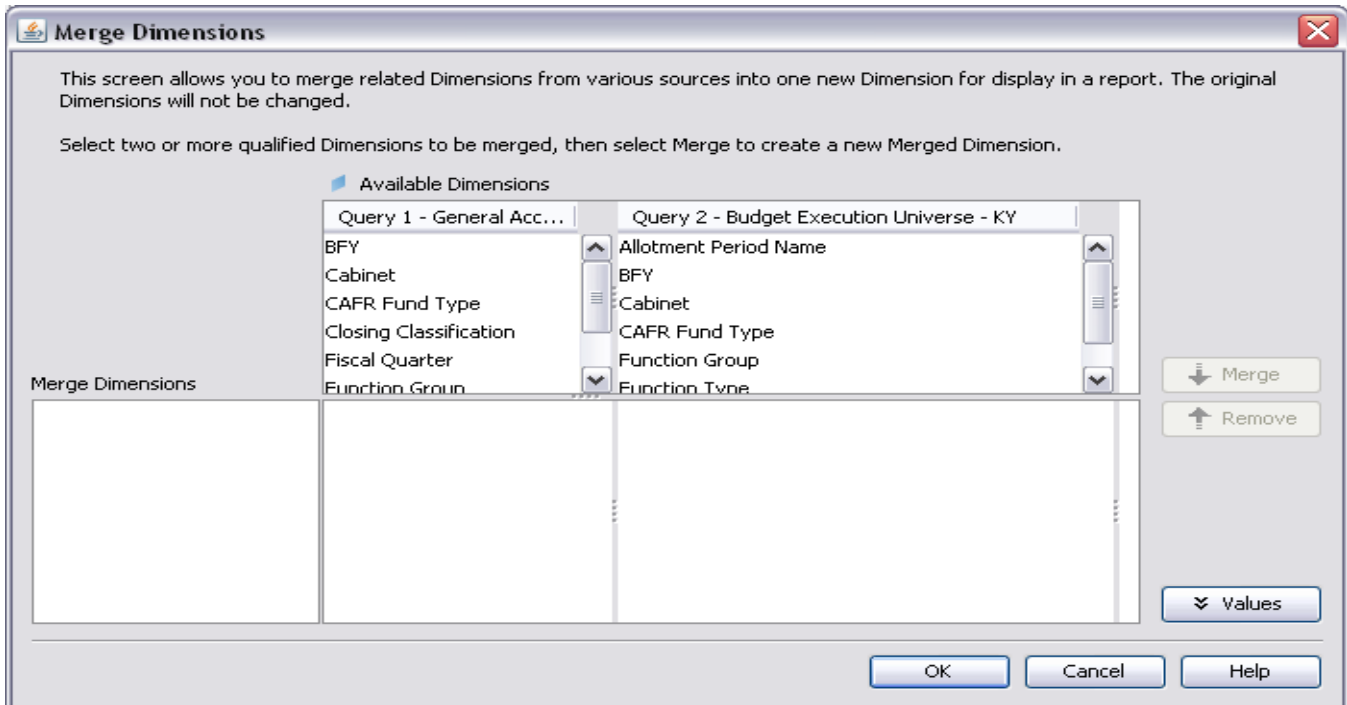 Merge Dimensions
This screen allows you to merge related Dimensions from various sources into one new Dimension for display in a report. The original
Dimensions will not be changed.
Select two or more qualified Dimensions to be merged, then select Merge to create a new Merged Dimension.
Available Dimensions
Query 1 - General Acc...
Query 2 - Budget Execution Universe - KY
BFY
Cabinet
CAFR Fund Type
Closing Classification
Fiscal Quarter
Function Group
Allotment Period Name
BFY
Cabinet
CAFR Fund Type
Function Group
Function Type
Merge Dimensions
Merge
Remove
Values
OK
Cancel
Help